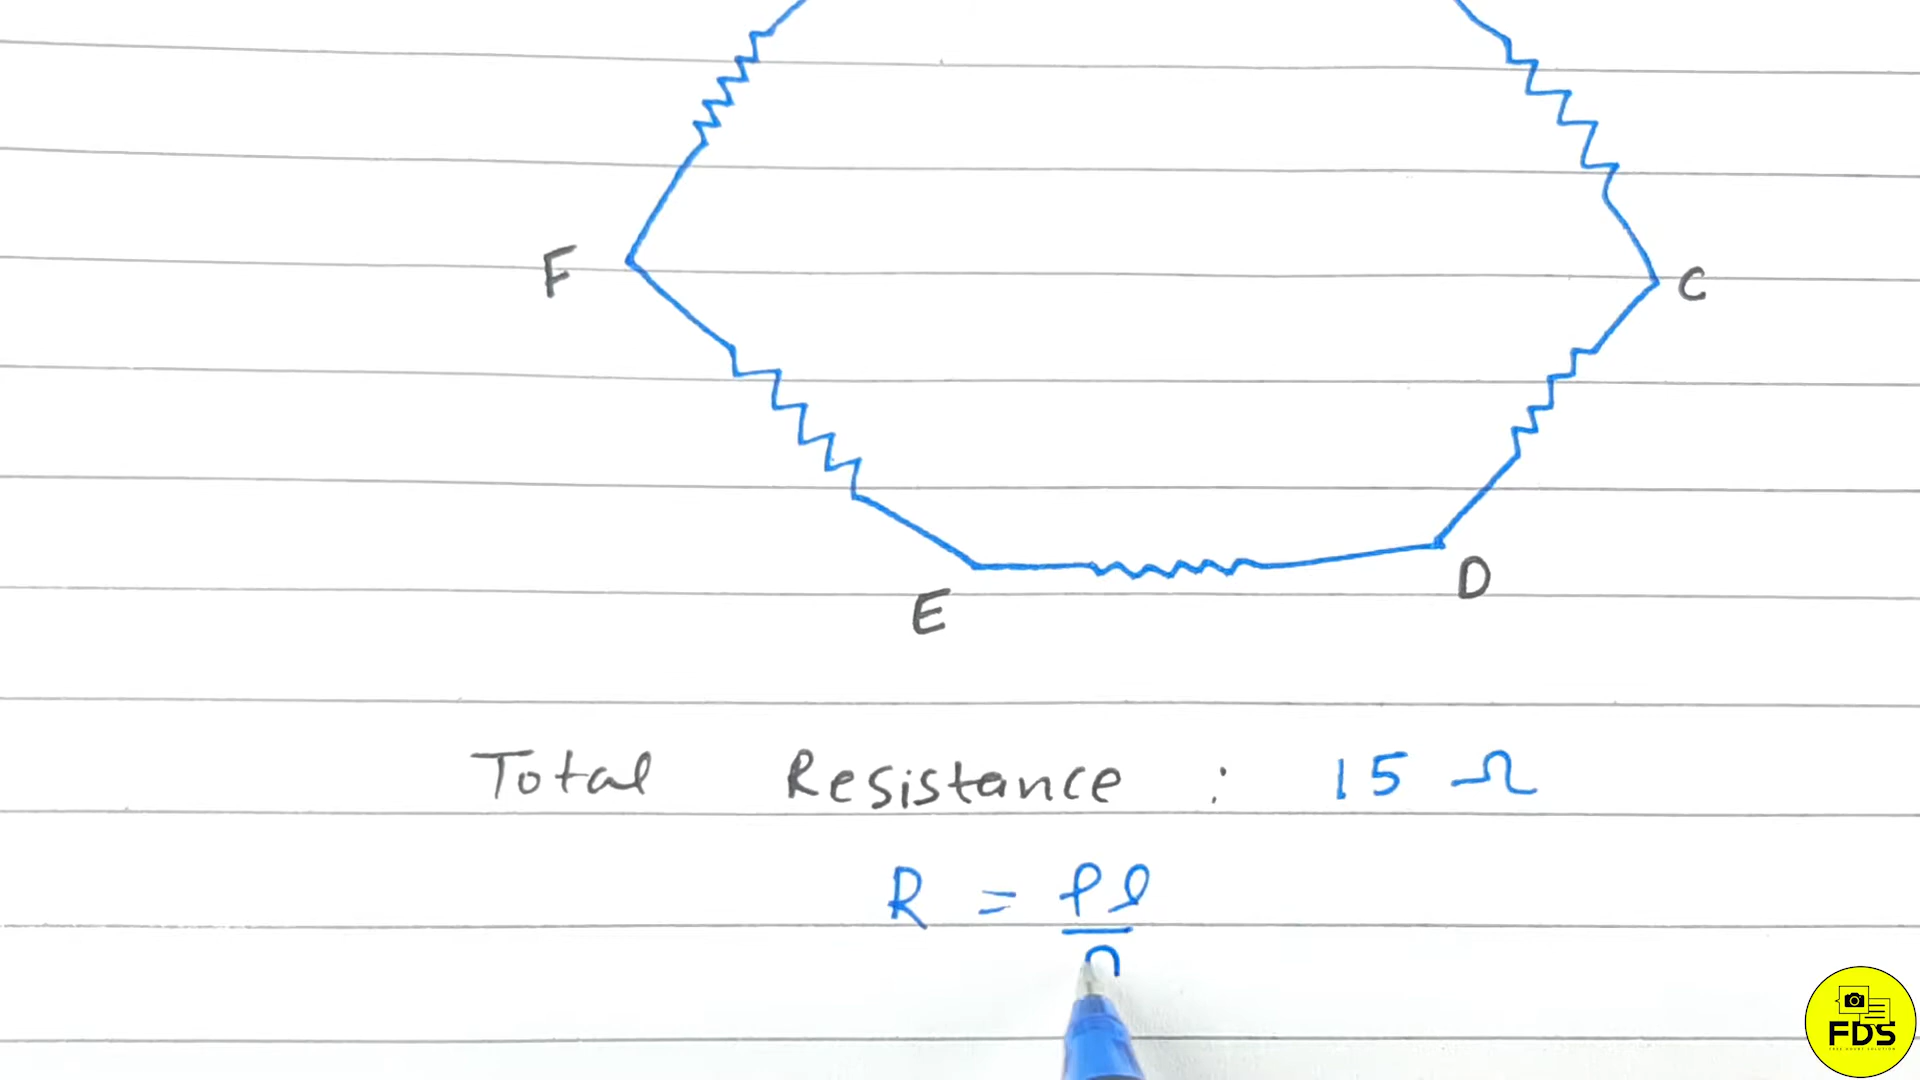 F
C
D
E
Total Resistance : 15 Ω
R = ρl
FDS